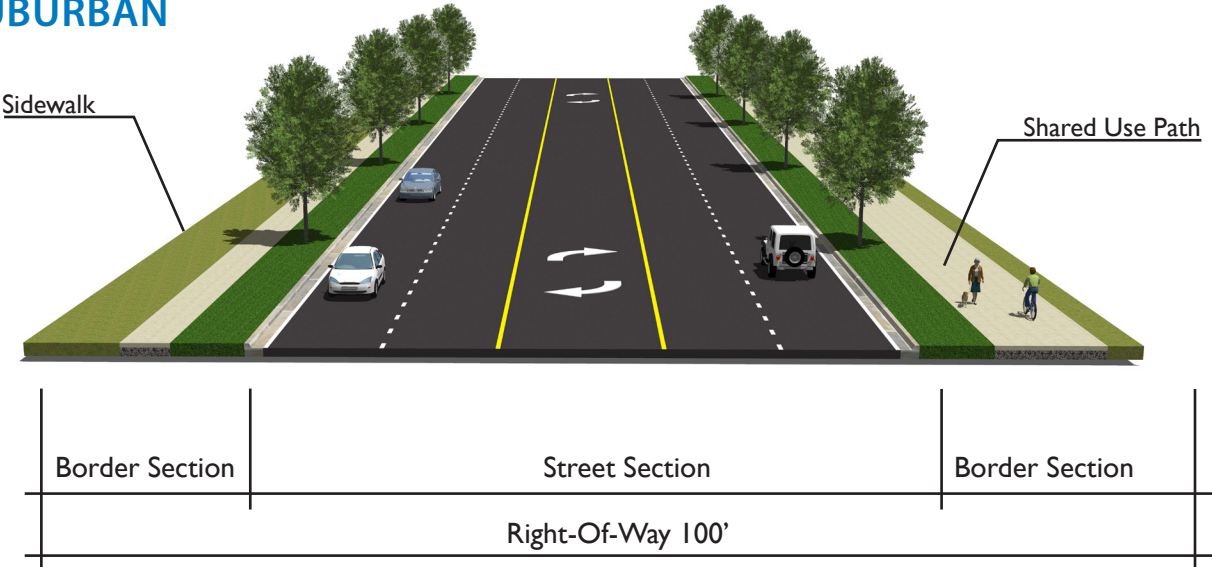 UBURBAN
Sidewalk
Shared Use Path
Border Section
Street Section
Border Section
Right-Of-Way 100’